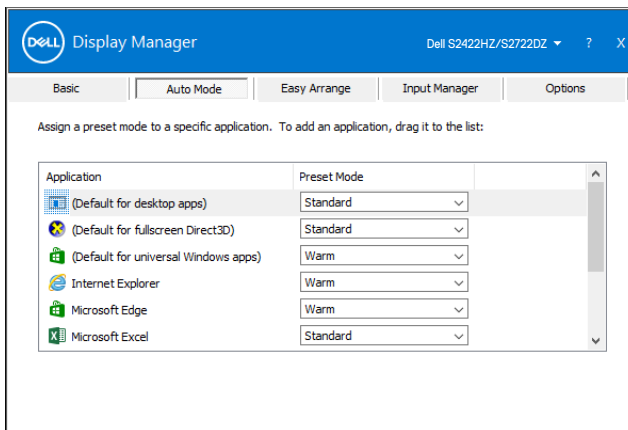 DELL Display Manager Dell S2422HZ/S2722DZ ? X
Basic Auto Mode Easy Arrange Input Manager Options
Assign a preset mode to a specific application. To add an application, drag it to the list:
Application Preset Mode
(Default for desktop apps) Standard
(Default for fullscreen Direct3D) Standard
(Default for universal Windows apps) Warm
Internet Explorer Warm
Microsoft Edge Warm
Microsoft Excel Standard